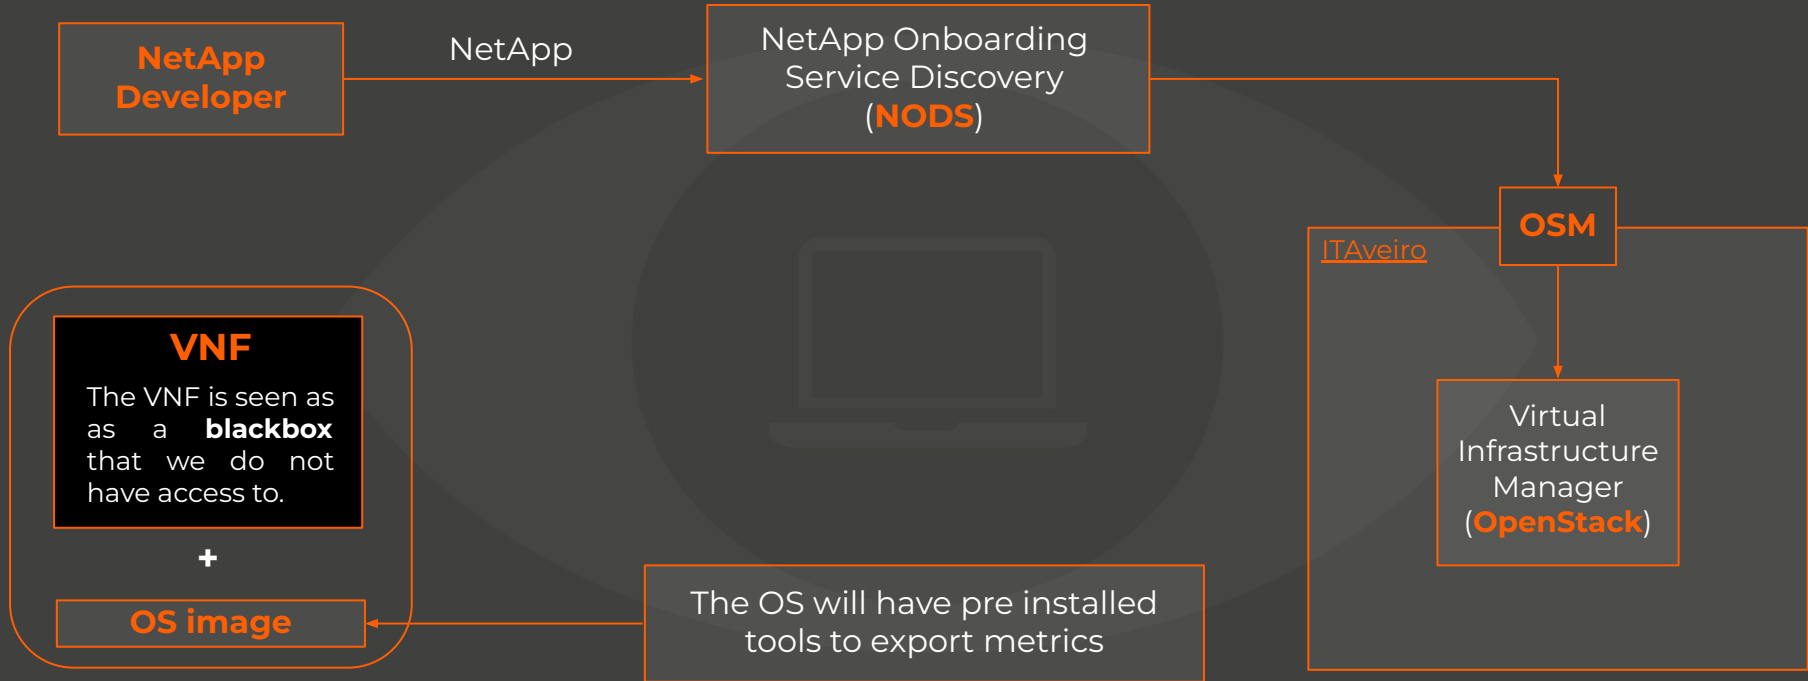 NetApp
Developer
NetApp
NetApp Onboarding
Service Discovery
(NODS)
OSM
ITAveiro
Virtual
Infrastructure
Manager
(OpenStack)
VNF
The VNF is seen as
as a blackbox
that we do not
have access to.
+
OS image
The OS will have pre installed
tools to export metrics